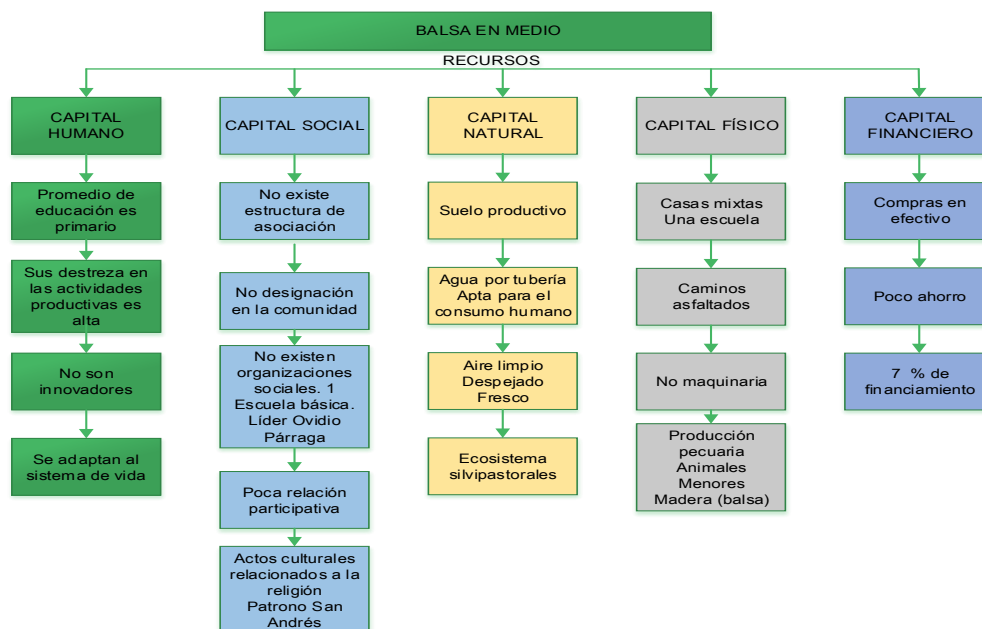 BALSA EN MEDIO
RECURSOS
CAPITAL
HUMANO
Promedio de
educación es
primario
Sus destreza en
las actividades
productivas es
alta
No son
innovadores
Se adaptan al
sistema de vida
CAPITAL SOCIAL
No existe
estructura de
asociación
No designación
en la comunidad
No existen
organizaciones
sociales. 1
Escuela básica.
Líder Ovidio
Párraga
Poca relación
participativa
Actos culturales
relacionados a la
religión
Patrono San
Andrés
CAPITAL
NATURAL
Suelo productivo
Agua por tubería
Apta para el
consumo humano
Aire limpio
Despejado
Fresco
Ecosistema
silvipastorales
CAPITAL FÍSICO
Casas mixtas
Una escuela
Caminos
asfaltados
No maquinaria
Producción
pecuaria
Animales
Menores
Madera (balsa)
CAPITAL
FINANCIERO
Compras en
efectivo
Poco ahorro
7 % de
financiamiento